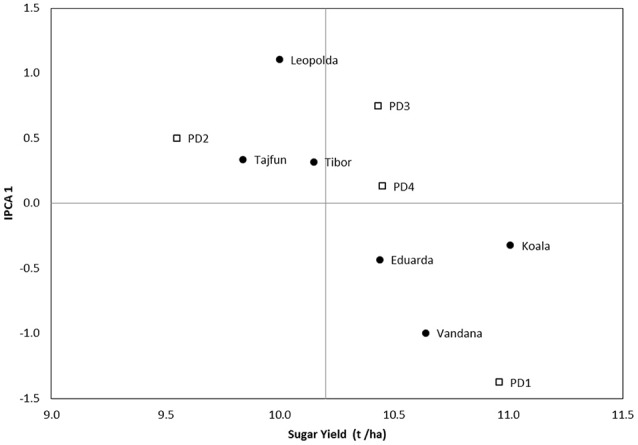 1.5
1.0
0.5
0.0
-0.5
-1.0
-1.5
IPCA 1
Leopolda
PD3
PD2
Tajfun
Tibor
PD4
Koala
Eduarda
Vandana
PD1
9.0 9.5 10.0 10.5 11.0 11.5
Sugar Yield (t /ha)